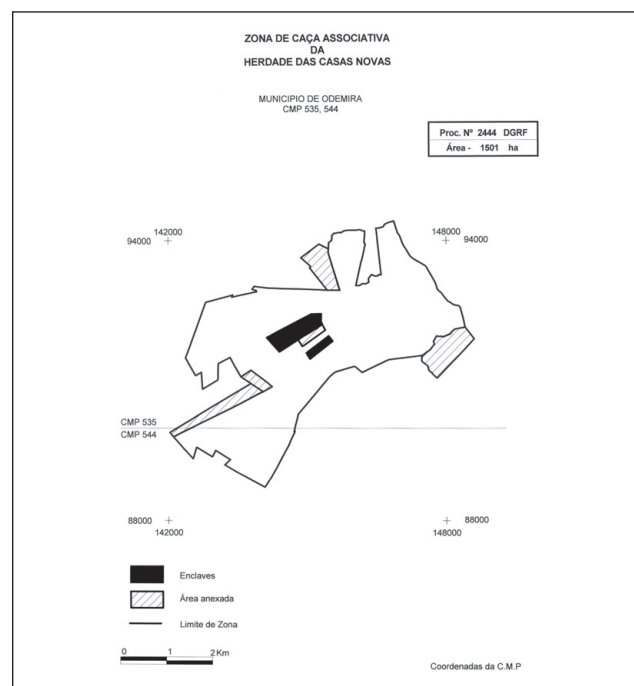 ZONA DE CAÇA ASSOCIATIVA
DA
HERDADE DAS CASAS NOVAS
MUNICIPIO DE ODEMIRA
CMP 535, 544
Proc. Nº 2444 DGRF
Área - 1501 ha
142000
148000
94000
94000
CMP 535
CMP 544
88000
88000
142000
148000
Enclaves
Área anexada
Limite de Zona
0 1 2 Km
Coordenadas da C.M.P